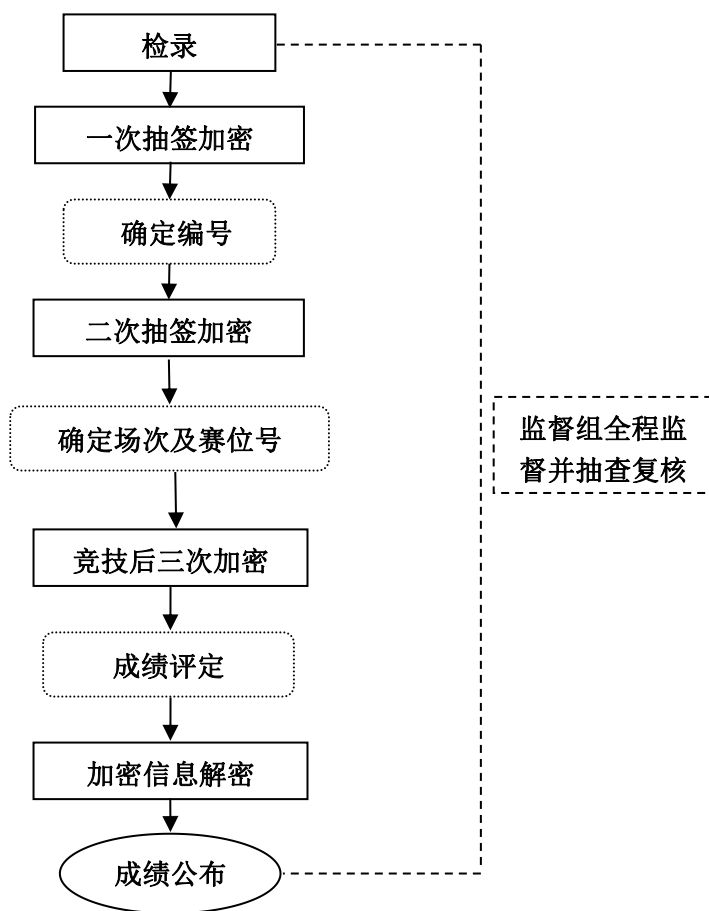 检录
一次抽签加密
确定编号
二次抽签加密
确定场次及赛位号
监督组全程监
督并抽查复核
竞技后三次加密
成绩评定
加密信息解密
成绩公布